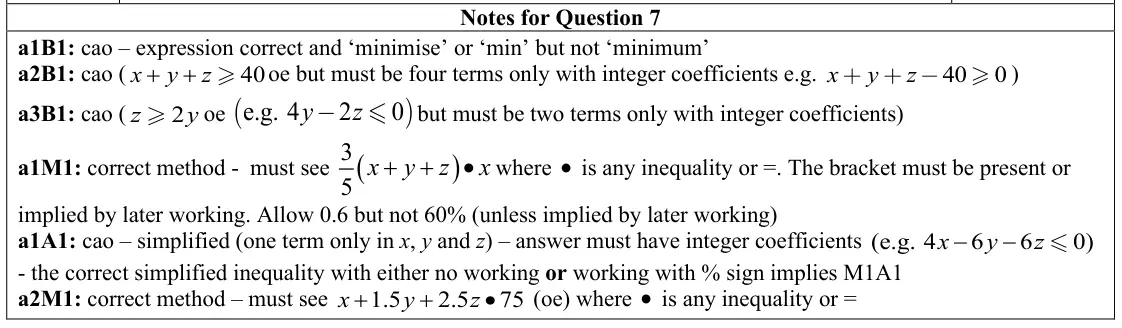 Notes for Question 7
a1B1: cao – expression correct and ‘minimise’ or ‘min’ but not ‘minimum’
a2B1: cao ( x + y + z ⩾ 40 oe but must be four terms only with integer coefficients e.g. x + y + z − 40 ⩾ 0 )
a3B1: cao ( z ⩾ 2y oe (e.g. 4y − 2z ⩽ 0) but must be two terms only with integer coefficients)
a1M1: correct method - must see 3/5 (x + y + z) • x where • is any inequality or =. The bracket must be present or
implied by later working. Allow 0.6 but not 60% (unless implied by later working)
a1A1: cao – simplified (one term only in x, y and z) – answer must have integer coefficients (e.g. 4x − 6y − 6z ⩽ 0)
- the correct simplified inequality with either no working or working with % sign implies M1A1
a2M1: correct method – must see x + 1.5y + 2.5z • 75 (oe) where • is any inequality or =